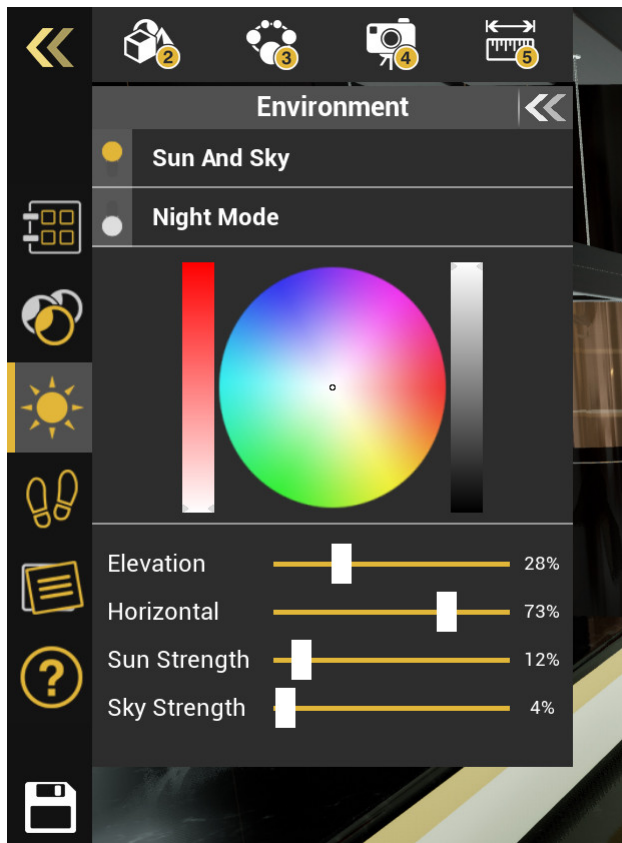 2
3
4
5
Environment
Sun And Sky
Night Mode
Elevation 28%
Horizontal 73%
Sun Strength 12%
Sky Strength 4%
?